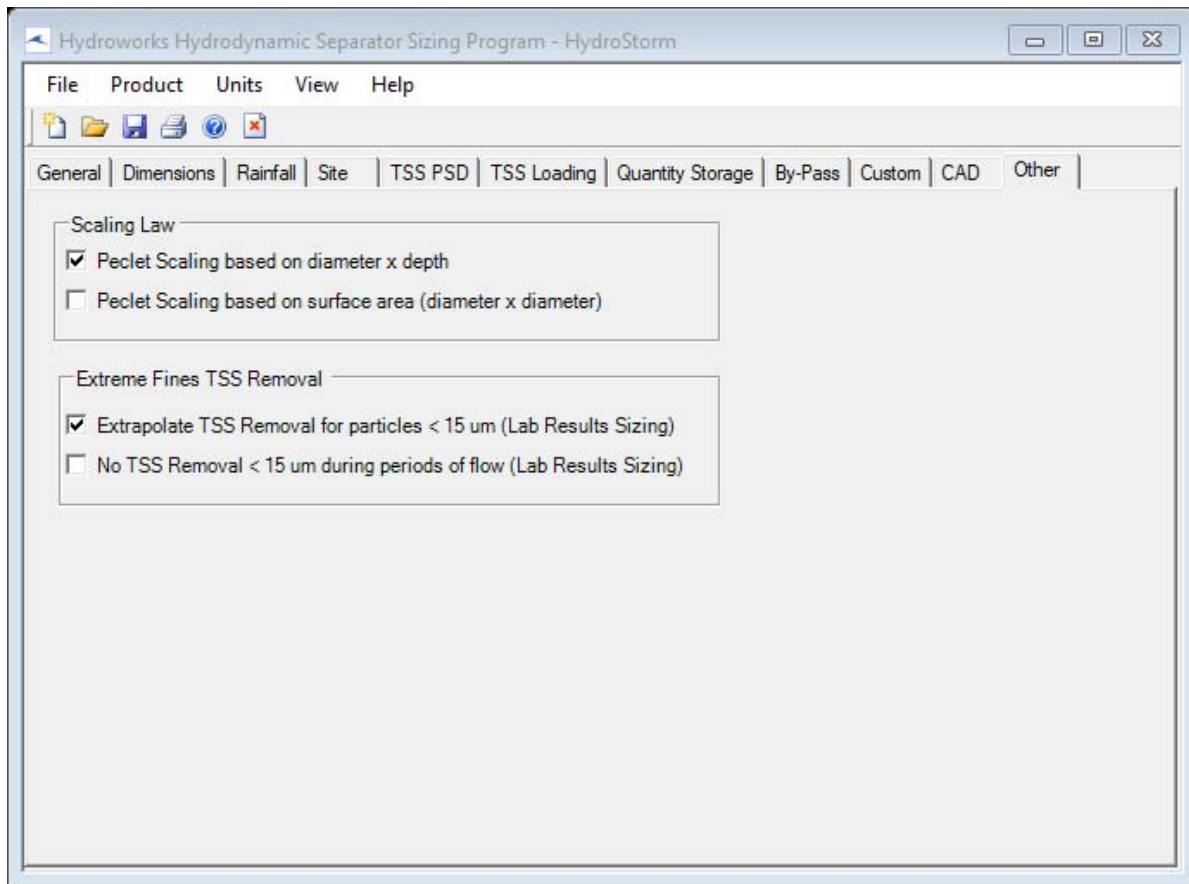 Hydroworks Hydrodynamic Separator Sizing Program - HydroStorm
File Product Units View Help
General Dimensions Rainfall Site TSS PSD TSS Loading Quantity Storage By-Pass Custom CAD Other
Scaling Law
Peclet Scaling based on diameter x depth
Peclet Scaling based on surface area (diameter x diameter)
Extreme Fines TSS Removal
Extrapolate TSS Removal for particles < 15 um (Lab Results Sizing)
No TSS Removal < 15 um during periods of flow (Lab Results Sizing)